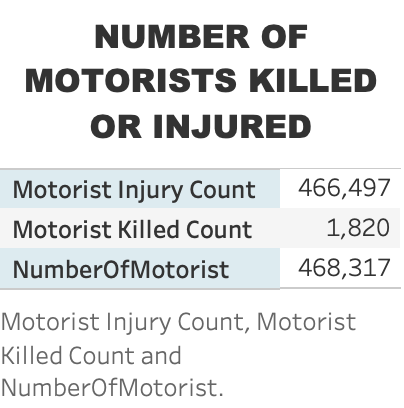 NUMBER OF
MOTORISTS KILLED
OR INJURED
Motorist Injury Count 466,497
Motorist Killed Count 1,820
NumberOfMotorist 468,317
Motorist Injury Count, Motorist
Killed Count and
NumberOfMotorist.